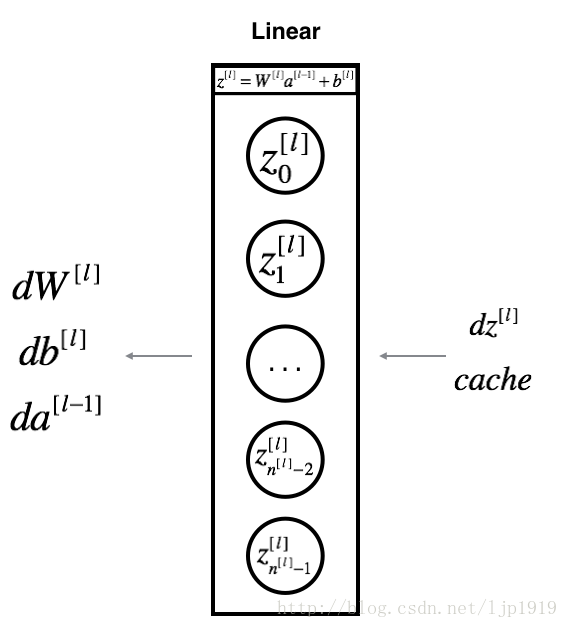 Linear
z^[l] = W^[l] a^[l-1] + b^[l]
z_0^[l]
z_1^[l]
...
z_{n^[l]-2}^[l]
z_{n^[l]-1}^[l]
dW^[l]
db^[l]
da^[l-1]
dz^[l]
cache
http://blog.csdn.net/ljp1919